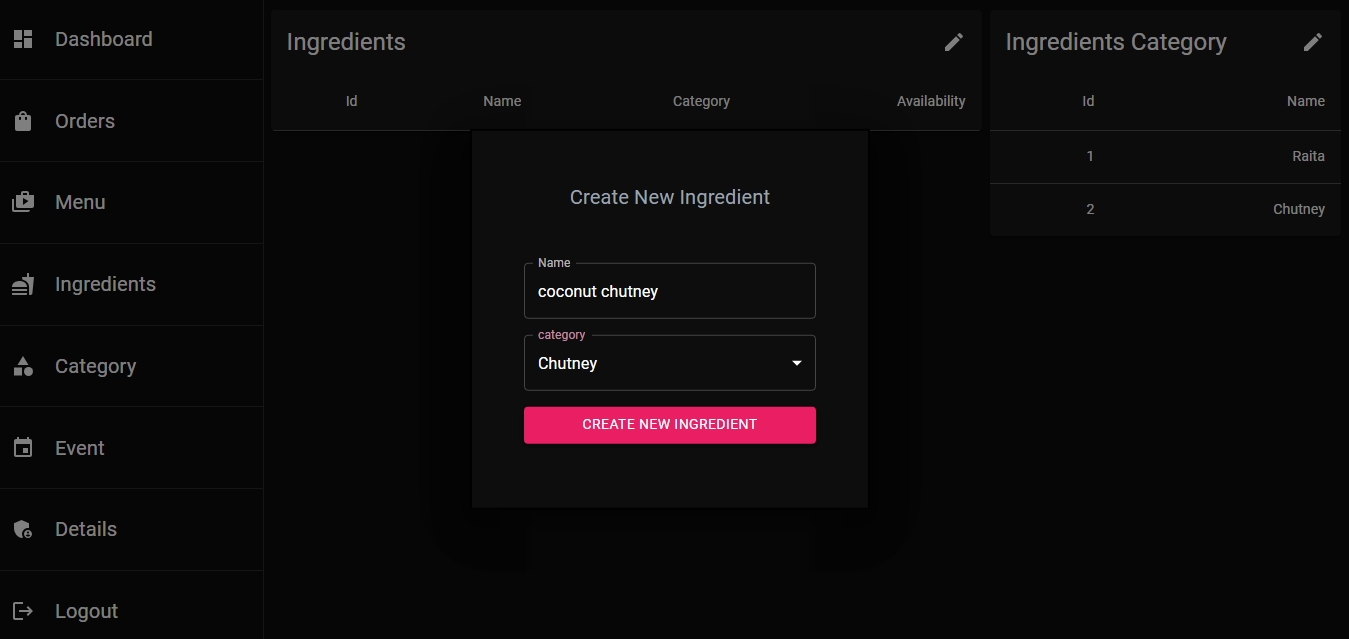 Dashboard
Orders
Menu
Ingredients
Category
Event
Details
Logout
Ingredients
Id Name Category Availability
Ingredients Category
Id Name
1 Raita
2 Chutney
Create New Ingredient
Name
coconut chutney
category
Chutney
CREATE NEW INGREDIENT